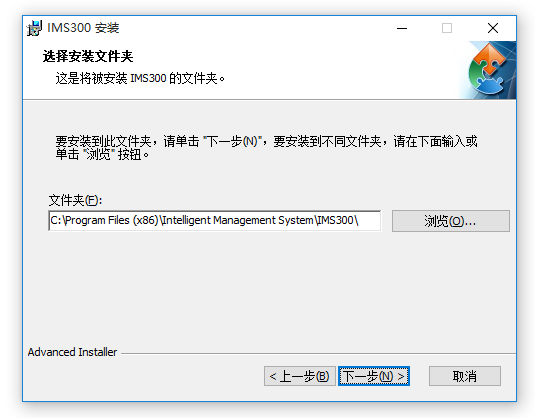 IMS300 安装
选择安装文件夹
这是将被安装 IMS300 的文件夹。
要安装到此文件夹，请单击 "下一步(N)"，要安装到不同文件夹，请在下面输入或
单击 "浏览" 按钮。
文件夹(F):
C:\Program Files (x86)\Intelligent Management System\IMS300\
浏览(O)...
Advanced Installer
< 上一步(B)
下一步(N) >
取消